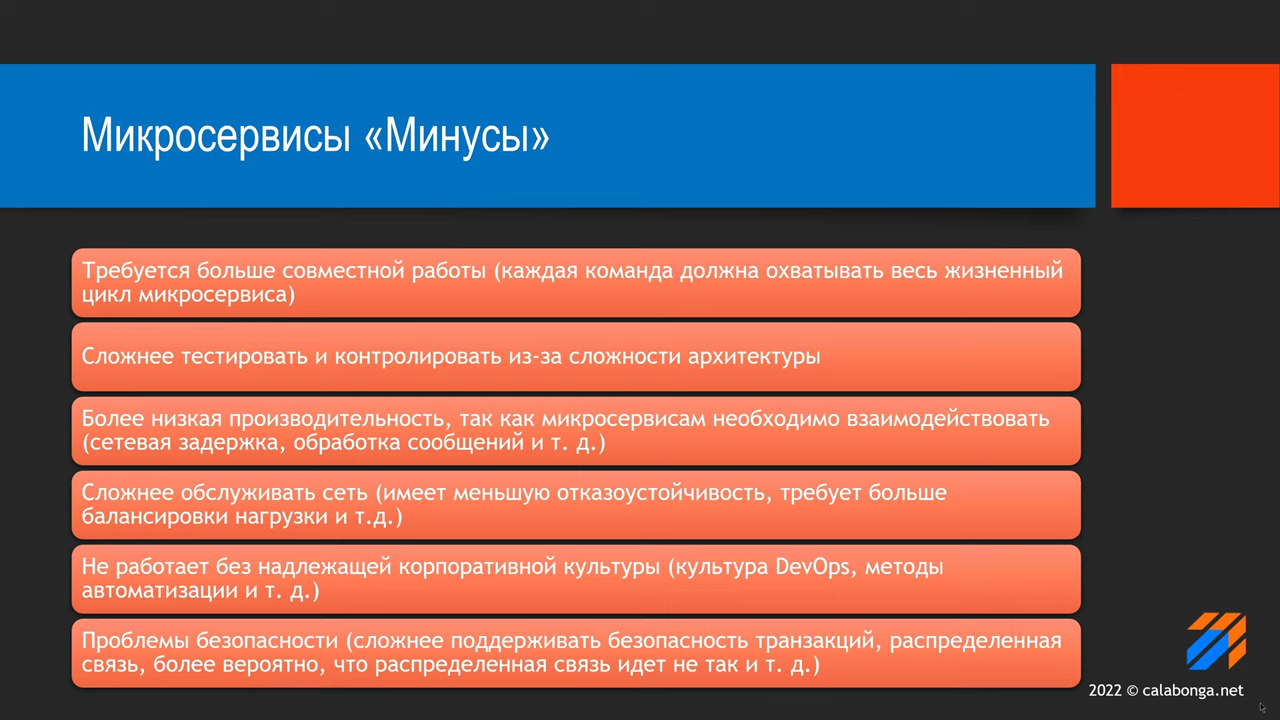 Микросервисы «Минусы»
Требуется больше совместной работы (каждая команда должна охватывать весь жизненный
цикл микросервиса)
Сложнее тестировать и контролировать из-за сложности архитектуры
Более низкая производительность, так как микросервисам необходимо взаимодействовать
(сетевая задержка, обработка сообщений и т. д.)
Сложнее обслуживать сеть (имеет меньшую отказоустойчивость, требует больше
балансировки нагрузки и т.д.)
Не работает без надлежащей корпоративной культуры (культура DevOps, методы
автоматизации и т. д.)
Проблемы безопасности (сложнее поддерживать безопасность транзакций, распределенная
связь, более вероятно, что распределенная связь идет не так и т. д.)
2022 © calabonga.net